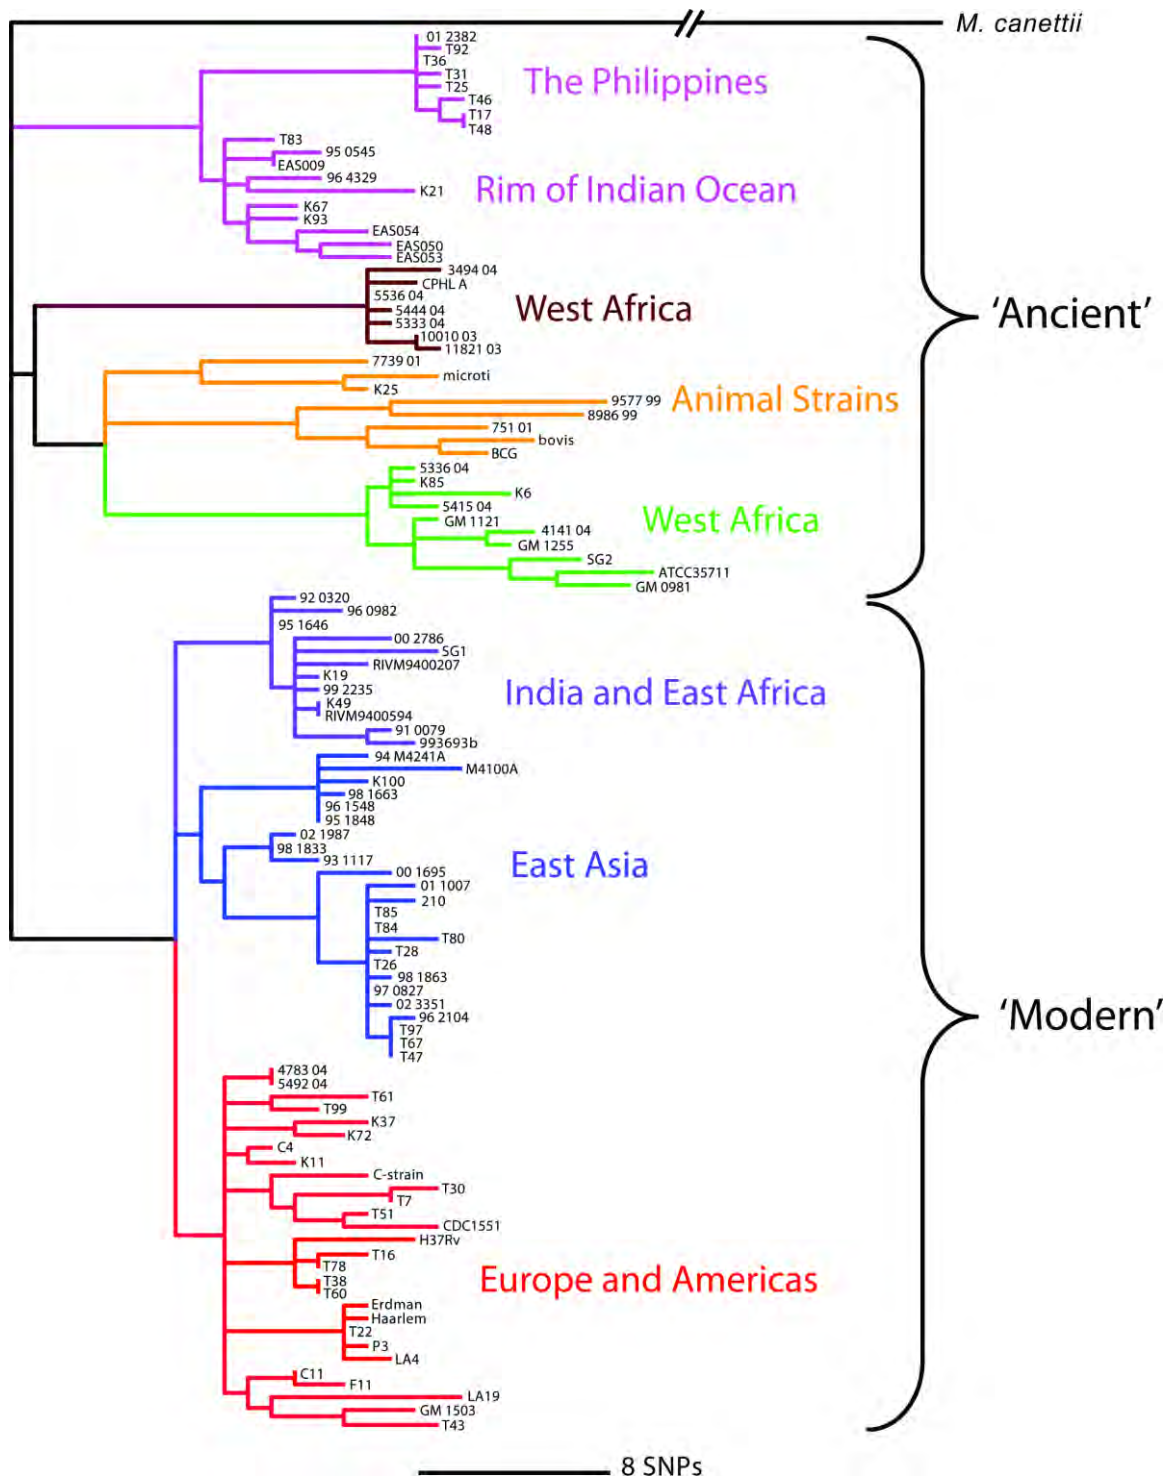 M. canettii
01 2382
T92
T36
T31
T25
T46
T17
T48
The Philippines
T83
95 0545
EAS009
96 4329
K21
Rim of Indian Ocean
K67
K93
EAS054
EAS050
EAS053
3494 04
CPHL A
5536 04
5444 04
5333 04
10010 03
11821 03
West Africa
'Ancient'
7739 01
microti
K25
9577 99
8986 99
Animal Strains
751 01
bovis
BCG
5336 04
K85
K6
5415 04
GM 1121
4141 04
GM 1255
West Africa
SG2
ATCC35711
GM 0981
92 0320
96 0982
95 1646
00 2786
SG1
RIVM9400207
K19
99 2235
K49
RIVM9400594
India and East Africa
91 0079
993693b
94 M4241A
M4100A
K100
98 1663
96 1548
95 1848
02 1987
98 1833
93 1117
East Asia
00 1695
01 1007
210
T85
T84
T80
T28
T26
98 1863
97 0827
02 3351
96 2104
T97
T67
T47
'Modern'
4783 04
5492 04
T61
T99
K37
K72
C4
K11
C-strain
T30
T7
T51
CDC1551
H37Rv
T16
T78
T38
T60
Europe and Americas
Erdman
Haarlem
T22
P3
LA4
C11
F11
LA19
GM 1503
T43
8 SNPs